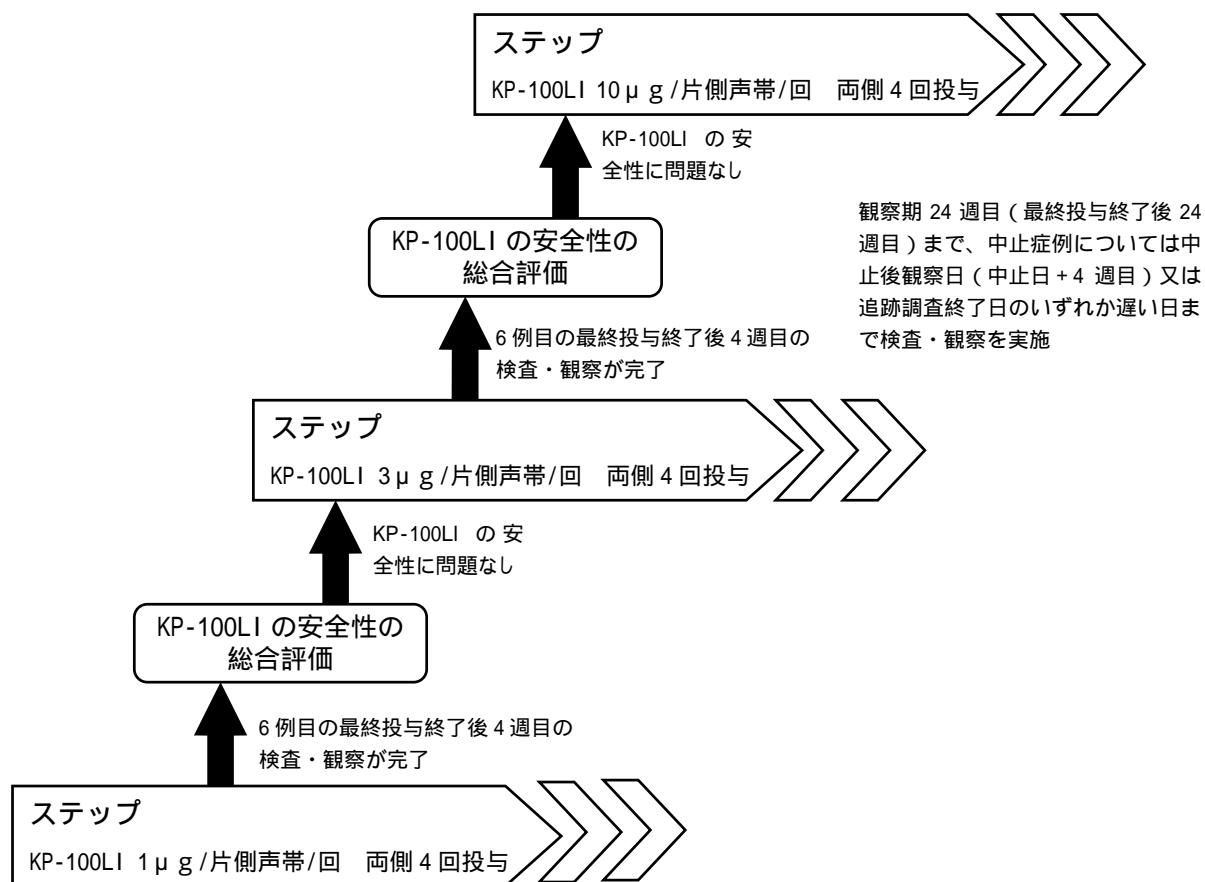 ステップ
KP-100LI 10μg/片側声帯/回　両側4回投与
KP-100LI の安
全性に問題なし
観察期 24 週目（最終投与終了後 24
週目）まで、中止症例については中
止後観察日（中止日+4 週目）又は
追跡調査終了日のいずれか遅い日ま
で検査・観察を実施
KP-100LI の安全性の
総合評価
6 例目の最終投与終了後 4 週目の
検査・観察が完了
ステップ
KP-100LI 3μg/片側声帯/回　両側4回投与
KP-100LI の安
全性に問題なし
KP-100LI の安全性の
総合評価
6 例目の最終投与終了後 4 週目の
検査・観察が完了
ステップ
KP-100LI 1μg/片側声帯/回　両側4回投与